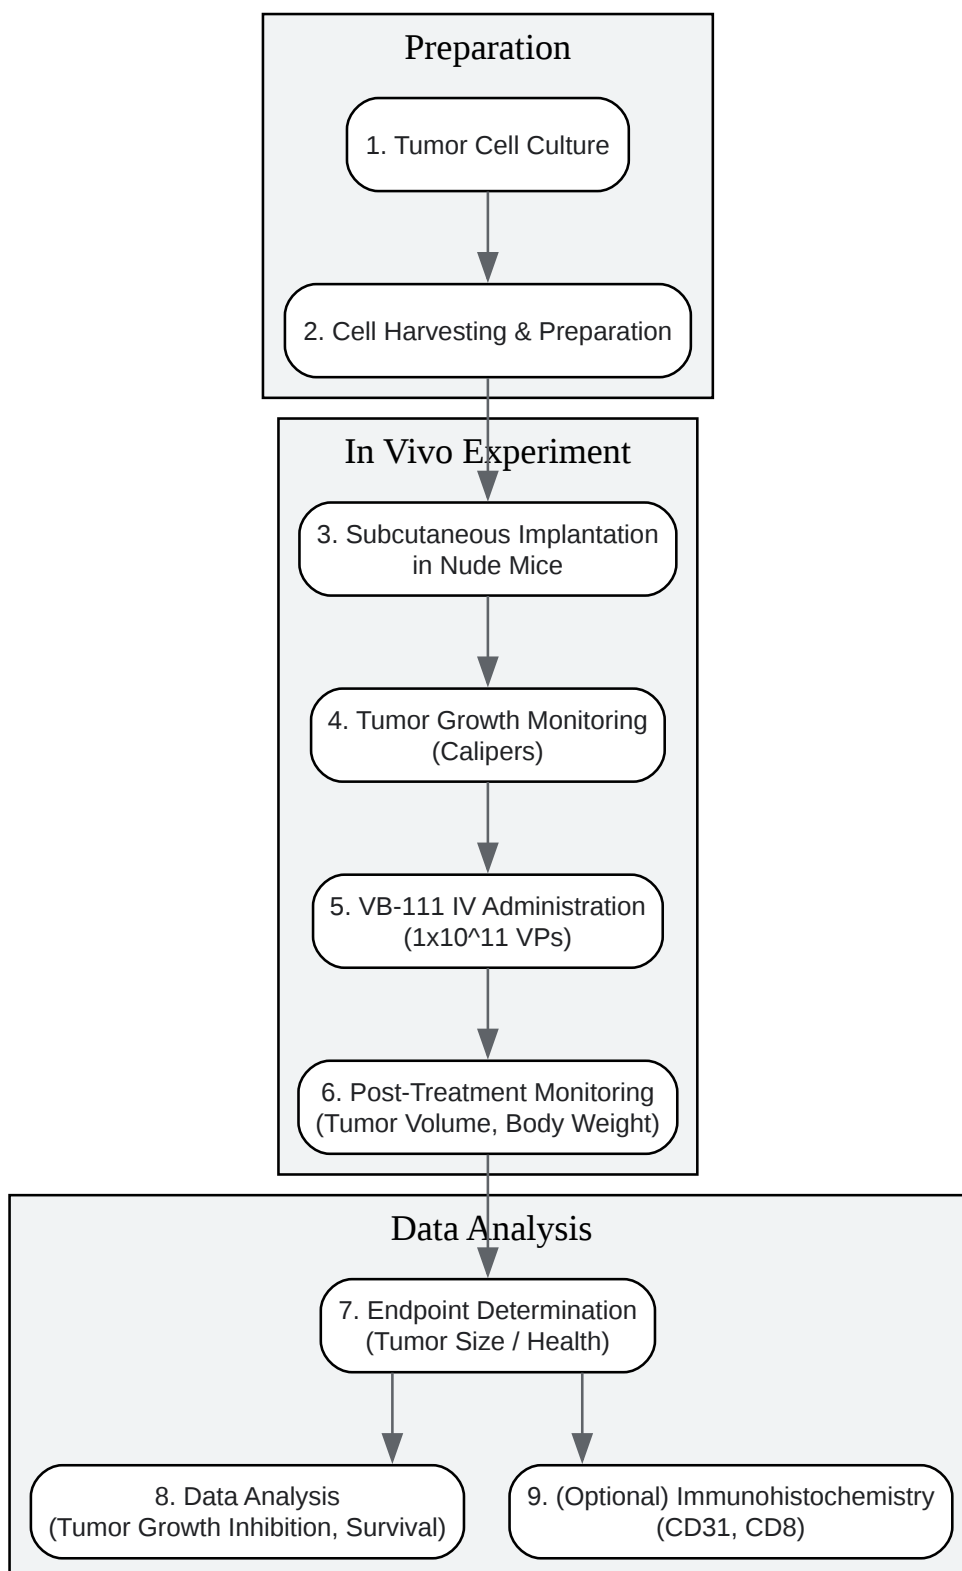 Preparation
1. Tumor Cell Culture
2. Cell Harvesting & Preparation
In Vivo Experiment
3. Subcutaneous Implantation
in Nude Mice
4. Tumor Growth Monitoring
(Calipers)
5. VB-111 IV Administration
(1x10^11 VPs)
6. Post-Treatment Monitoring
(Tumor Volume, Body Weight)
Data Analysis
7. Endpoint Determination
(Tumor Size / Health)
8. Data Analysis
(Tumor Growth Inhibition, Survival)
9. (Optional) Immunohistochemistry
(CD31, CD8)